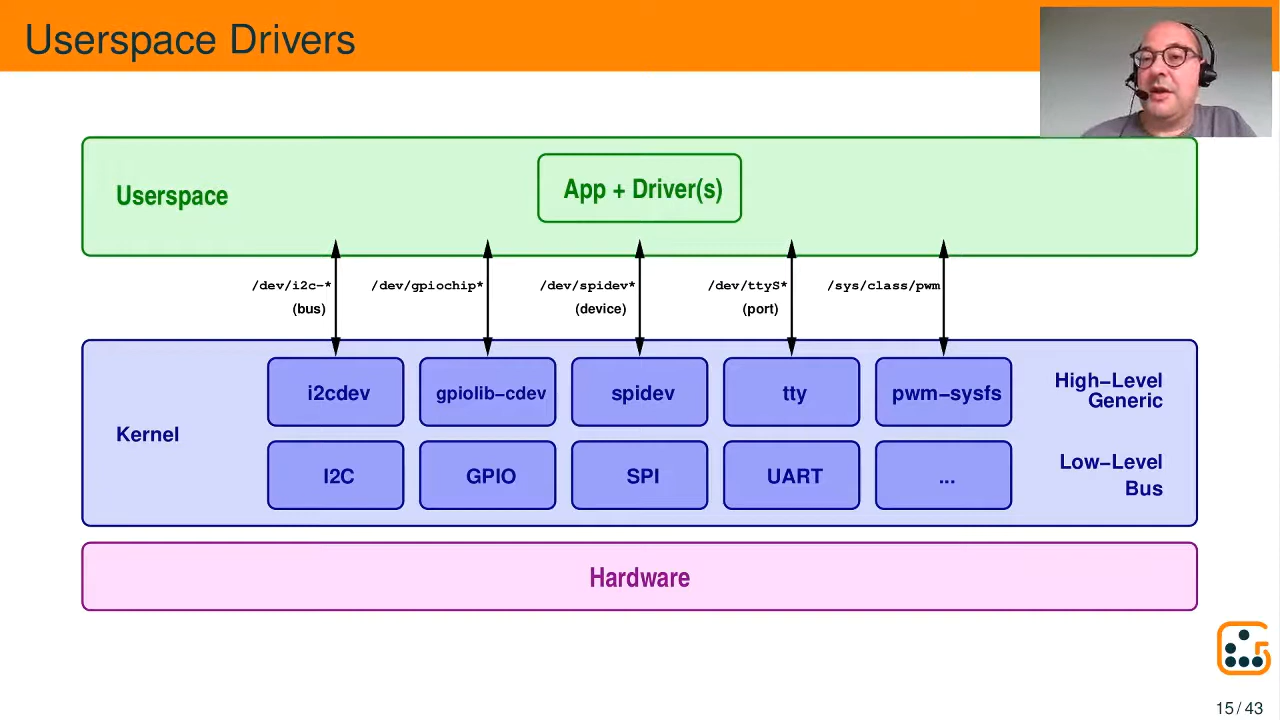 Userspace Drivers
App + Driver(s)
Userspace
/dev/i2c-*
(bus)
/dev/gpiochip*
/dev/spidev*
(device)
/dev/ttyS*
(port)
/sys/class/pwm
i2cdev
gpiolib-cdev
spidev
tty
pwm-sysfs
High-Level
Generic
Kernel
I2C
GPIO
SPI
UART
...
Low-Level
Bus
Hardware
15 / 43